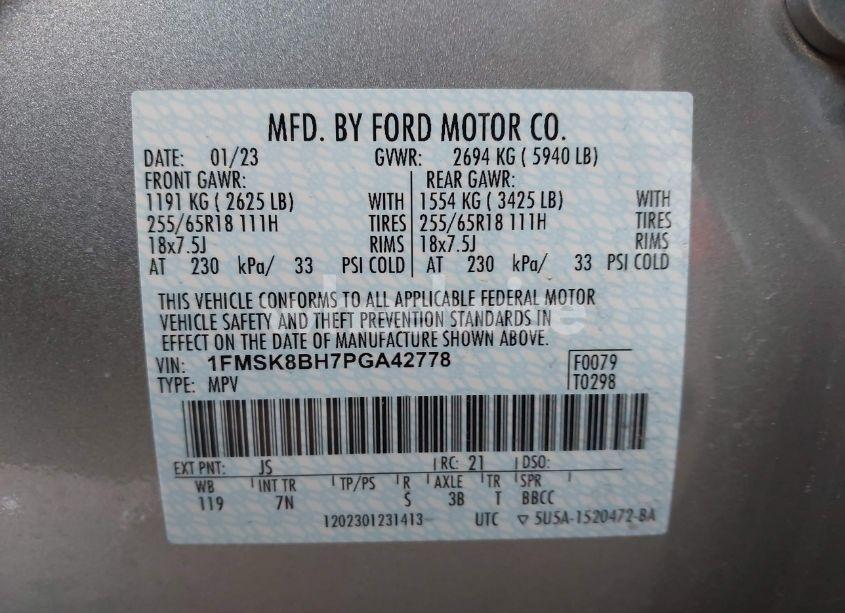 MFD. BY FORD MOTOR CO.
DATE: 01/23 GVWR: 2694 KG ( 5940 LB)
FRONT GAWR: REAR GAWR:
1191 KG ( 2625 LB) WITH 1554 KG ( 3425 LB) WITH
255/65R18 111H TIRES 255/65R18 111H TIRES
18x7.5J RIMS 18x7.5J RIMS
AT 230 kPa/ 33 PSI COLD AT 230 kPa/ 33 PSI COLD
THIS VEHICLE CONFORMS TO ALL APPLICABLE FEDERAL MOTOR
VEHICLE SAFETY AND THEFT PREVENTION STANDARDS IN
EFFECT ON THE DATE OF MANUFACTURE SHOWN ABOVE.
VIN: 1FMSK8BH7PGA42778 F0079
TYPE: MPV T0298
EXT PNT: JS RC: 21 DSO:
WB INT TR TP/PS R AXLE TR SPR
119 7N S 3B T BBCC
1202301231413 UTC ▽ 5U5A-1520472-BA